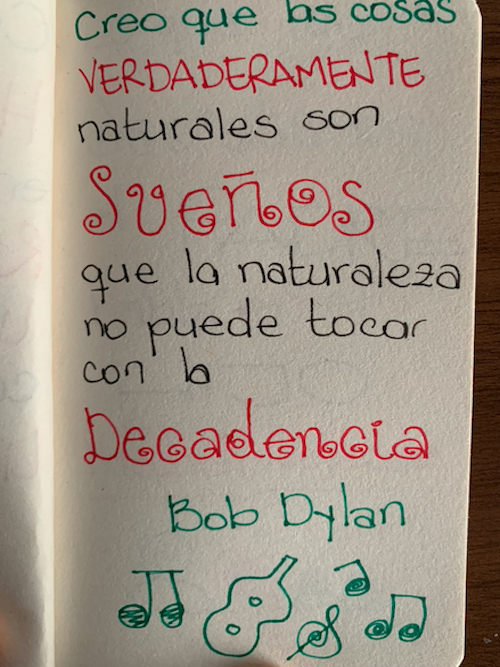 Creo que las cosas
VERDADERAMENTE
naturales son
Sueños
que la naturaleza
no puede tocar
con la
Decadencia
Bob Dylan